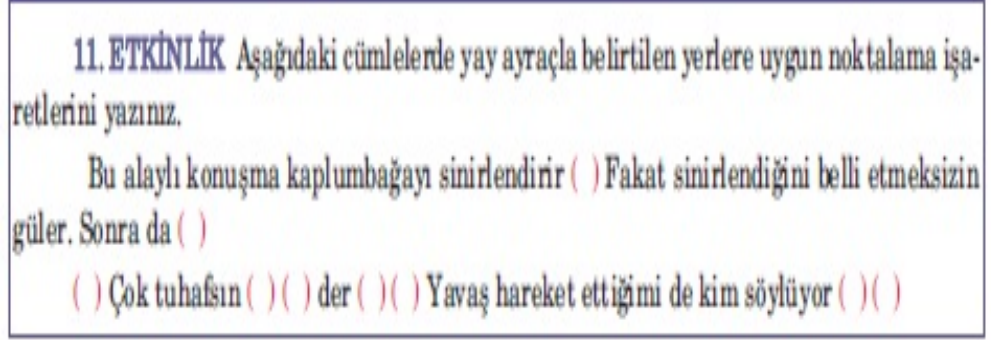 11. ETKİNLİK Aşağıdaki cümlelerde yay ayraçla belirtilen yerlere uygun noktalama işa-
retlerini yazınız.
Bu alaylı konuşma kaplumbağayı sinirlendirir ( ) Fakat sinirlendiğini belli etmeksizin
güler. Sonra da ( )
( ) Çok tuhafsın ( ) ( ) der ( ) ( ) Yavaş hareket ettiğimi de kim söylüyor ( ) ( )